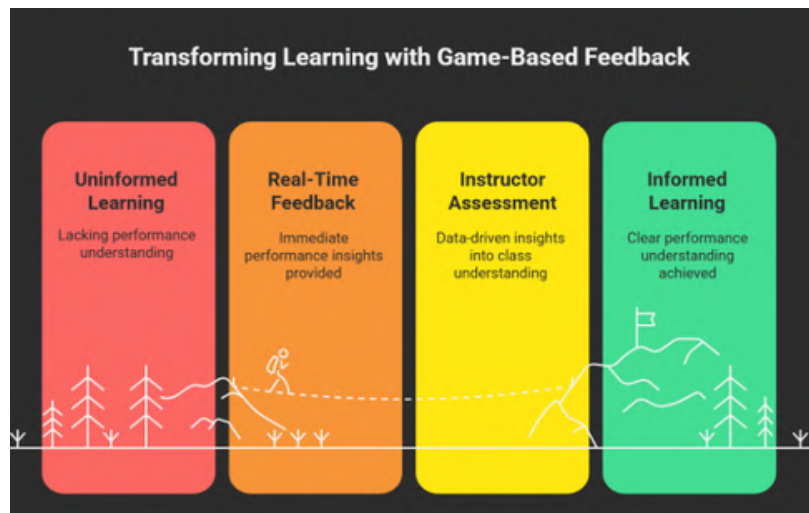 Transforming Learning with Game-Based Feedback
Uninformed
Learning
Lacking performance
understanding
Real-Time
Feedback
Immediate
performance insights
provided
Instructor
Assessment
Data-driven insights
into class
understanding
Informed
Learning
Clear performance
understanding
achieved